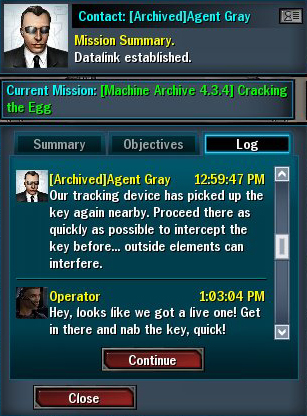 Contact: [Archived]Agent Gray
Mission Summary.
Datalink established.
Current Mission: [Machine Archive 4.3.4] Cracking
the Egg
Summary
Objectives
Log
[Archived]Agent Gray 12:59:47 PM
Our tracking device has picked up the
key again nearby. Proceed there as
quickly as possible to intercept the
key before... outside elements can
interfere.
Operator 1:03:04 PM
Hey, looks like we got a live one! Get
in there and nab the key, quick!
Continue
Close